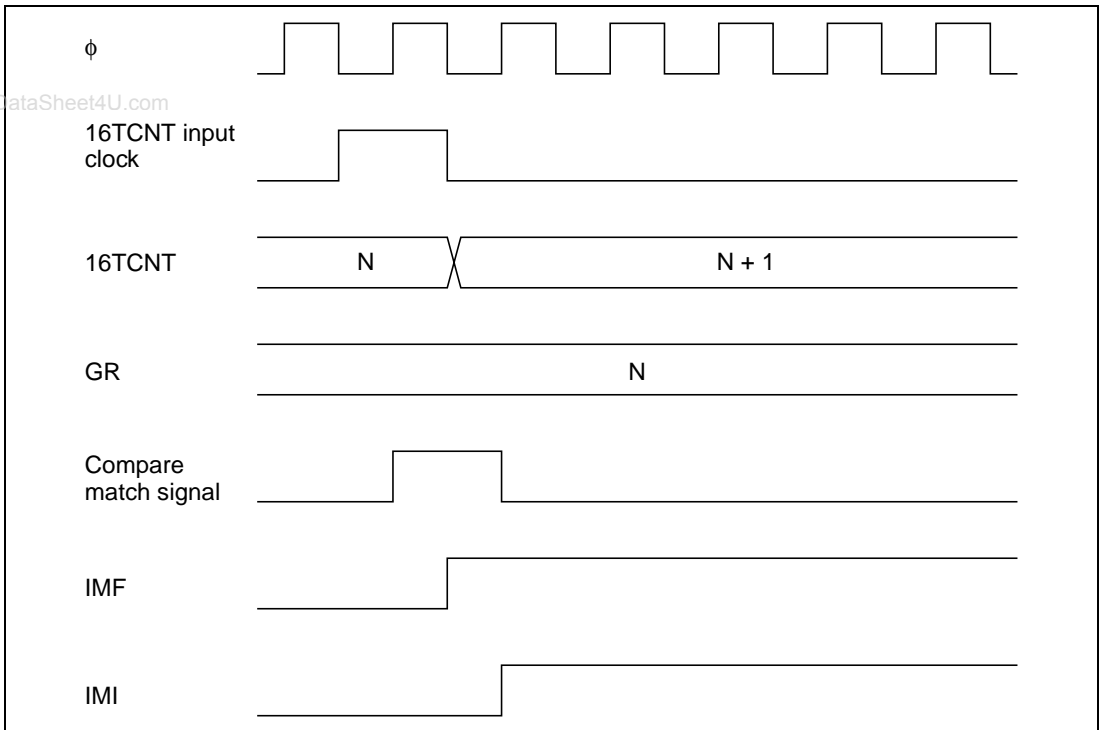 ϕ
DataSheet4U.com
16TCNT input
clock
16TCNT
N
N + 1
GR
N
Compare
match signal
IMF
IMI